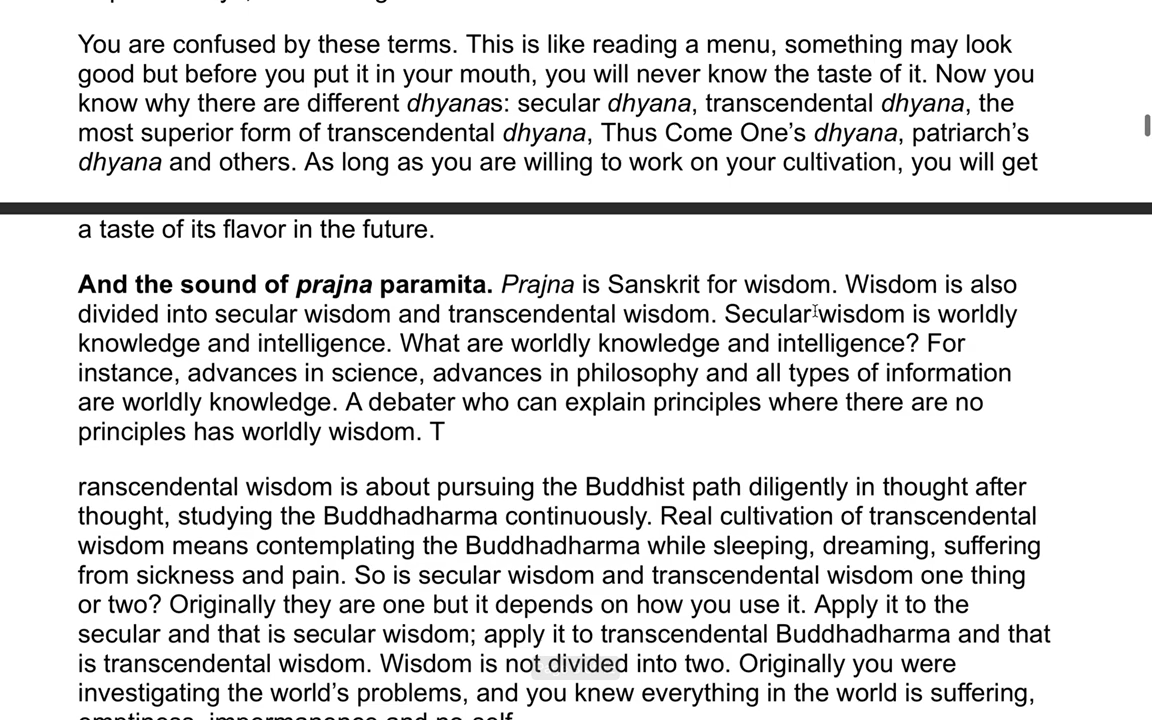 You are confused by these terms. This is like reading a menu, something may look
good but before you put it in your mouth, you will never know the taste of it. Now you
know why there are different dhyanas: secular dhyana, transcendental dhyana, the
most superior form of transcendental dhyana, Thus Come One's dhyana, patriarch's
dhyana and others. As long as you are willing to work on your cultivation, you will get
a taste of its flavor in the future.
And the sound of prajna paramita. Prajna is Sanskrit for wisdom. Wisdom is also
divided into secular wisdom and transcendental wisdom. Secular wisdom is worldly
knowledge and intelligence. What are worldly knowledge and intelligence? For
instance, advances in science, advances in philosophy and all types of information
are worldly knowledge. A debater who can explain principles where there are no
principles has worldly wisdom. T
ranscendental wisdom is about pursuing the Buddhist path diligently in thought after
thought, studying the Buddhadharma continuously. Real cultivation of transcendental
wisdom means contemplating the Buddhadharma while sleeping, dreaming, suffering
from sickness and pain. So is secular wisdom and transcendental wisdom one thing
or two? Originally they are one but it depends on how you use it. Apply it to the
secular and that is secular wisdom; apply it to transcendental Buddhadharma and that
is transcendental wisdom. Wisdom is not divided into two. Originally you were
investigating the world's problems, and you knew everything in the world is suffering,
emptiness, impermanence and no-self.